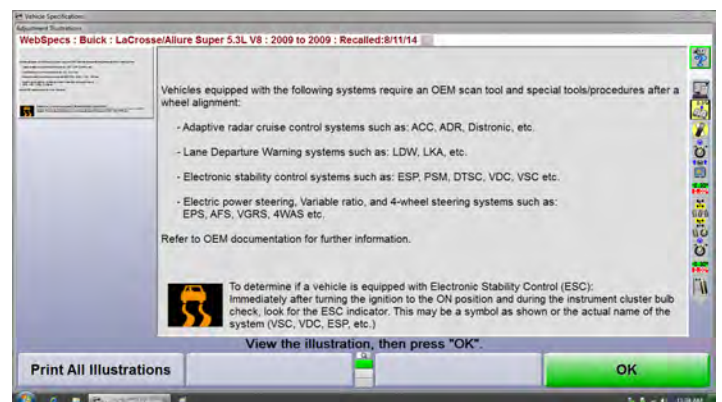 Vehicle Specifications
Adjustment Illustrations
WebSpecs : Buick : LaCrosse/Allure Super 5.3L V8 : 2009 to 2009 : Recalled:8/11/14
Vehicles equipped with the following systems require an OEM scan tool and special tools/procedures after a
wheel alignment:
- Adaptive radar cruise control systems such as: ACC, ADR, Distronic, etc.
- Lane Departure Warning systems such as: LDW, LKA, etc.
- Electronic stability control systems such as: ESP, PSM, DTSC, VDC, VSC etc.
- Electric power steering, Variable ratio, and 4-wheel steering systems such as:
EPS, AFS, VGRS, 4WAS etc.
Refer to OEM documentation for further information.
To determine if a vehicle is equipped with Electronic Stability Control (ESC):
Immediately after turning the ignition to the ON position and during the instrument cluster bulb
check, look for the ESC indicator. This may be a symbol as shown or the actual name of the
system (VSC, VDC, ESP, etc.)
View the illustration, then press "OK".
Print All Illustrations
OK